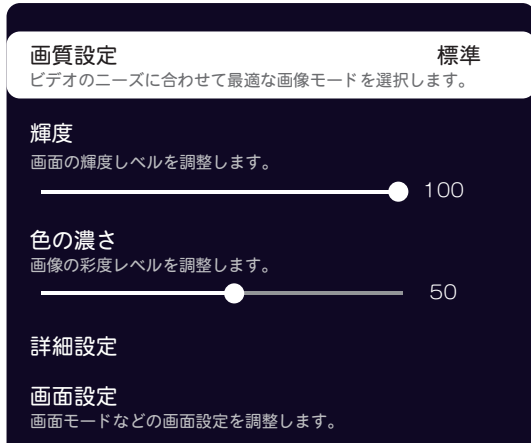 画質設定 標準
ビデオのニーズに合わせて最適な画像モードを選択します。
輝度
画面の輝度レベルを調整します。
100
色の濃さ
画像の彩度レベルを調整します。
50
詳細設定
画面設定
画面モードなどの画面設定を調整します。